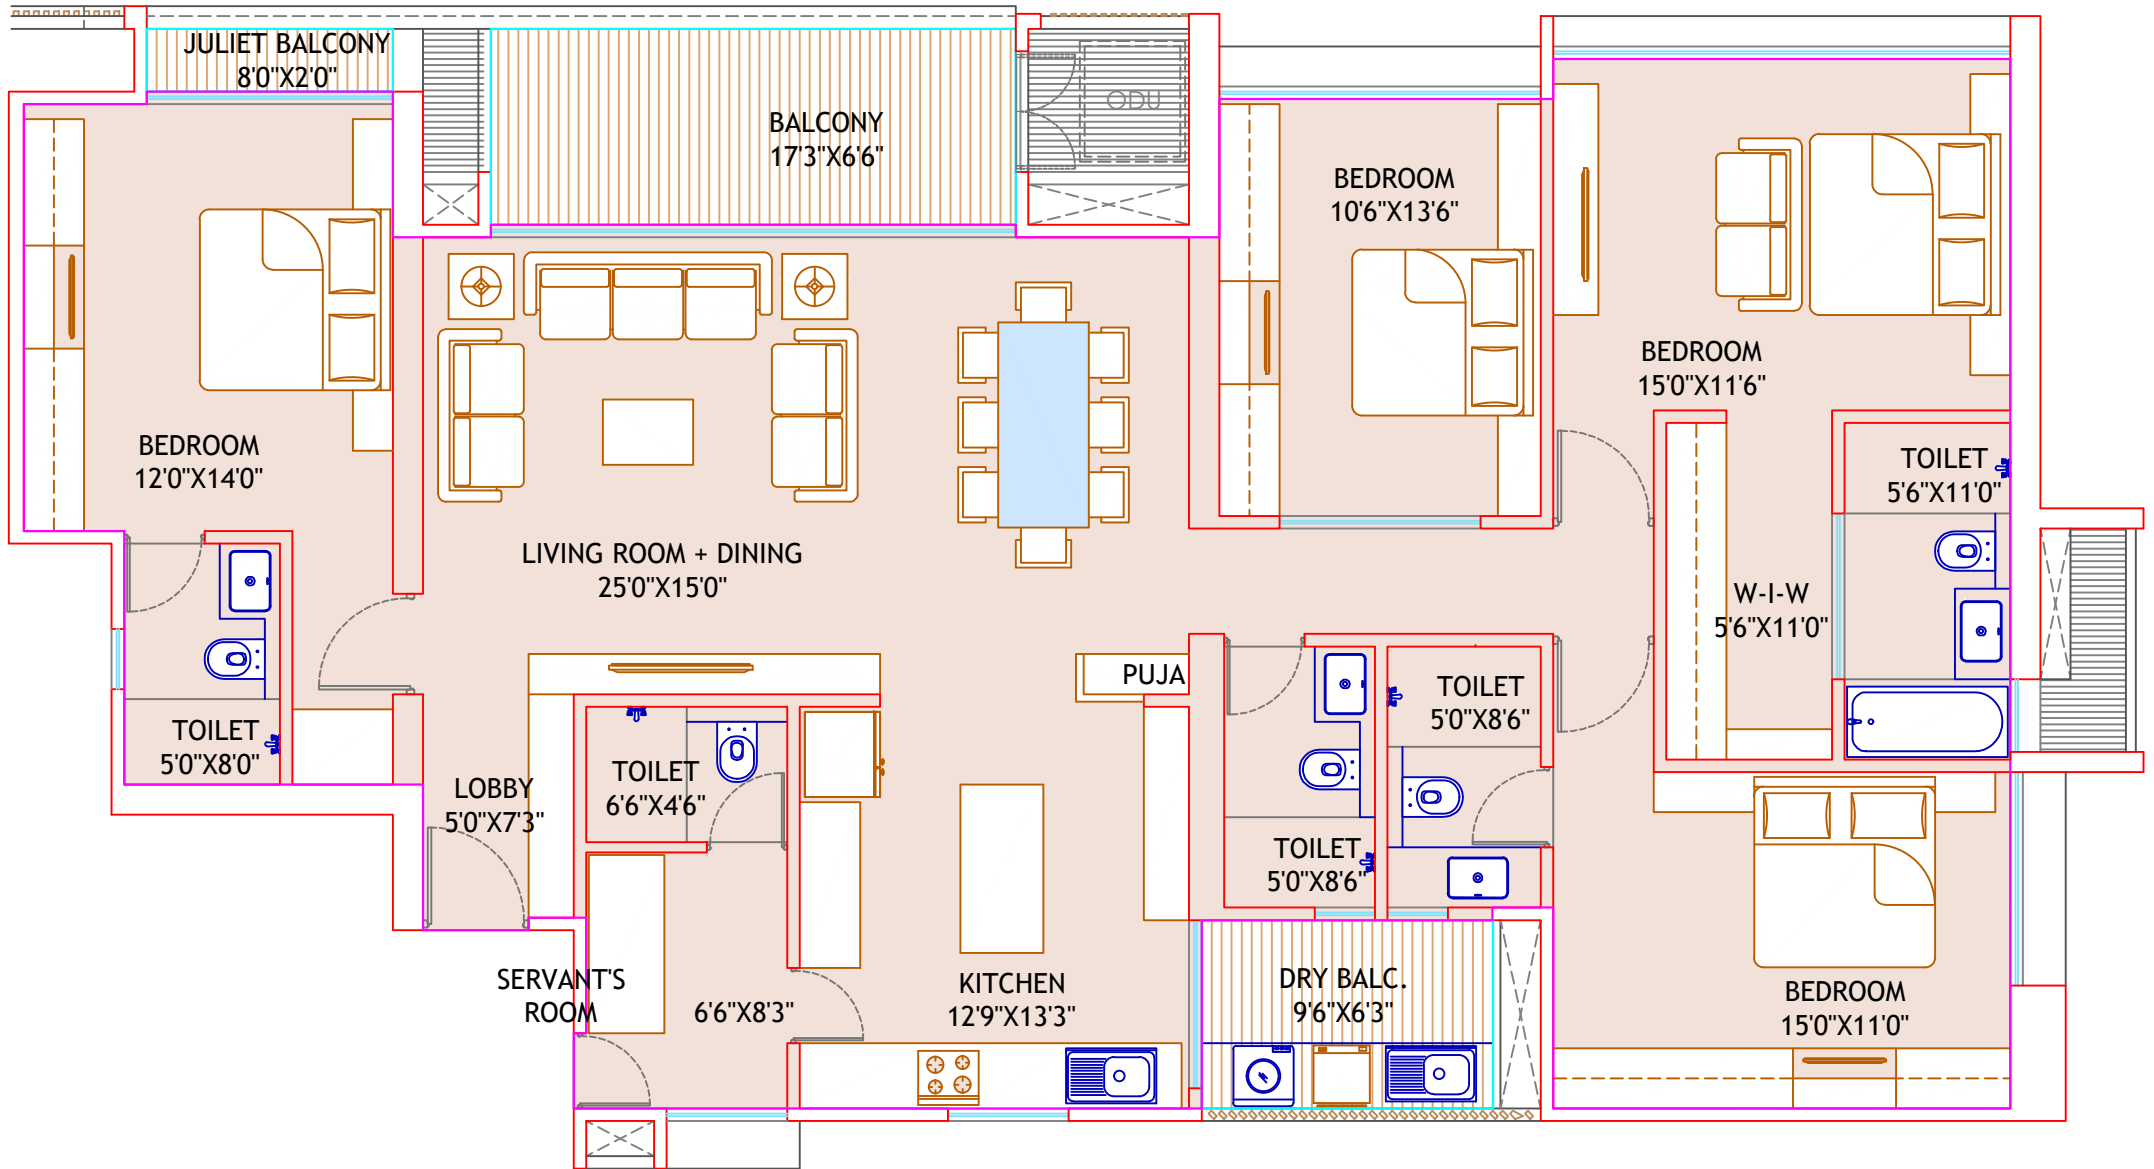 JULIET BALCONY
8'0"X2'0"
BALCONY
17'3"X6'6"
ODU
BEDROOM
10'6"X13'6"
BEDROOM
15'0"X11'6"
BEDROOM
12'0"X14'0"
TOILET
5'6"X11'0"
LIVING ROOM + DINING
25'0"X15'0"
W-I-W
5'6"X11'0"
PUJA
TOILET
5'0"X8'6"
TOILET
5'0"X8'0"
TOILET
6'6"X4'6"
LOBBY
5'0"X7'3"
TOILET
5'0"X8'6"
SERVANT'S
ROOM
6'6"X8'3"
KITCHEN
12'9"X13'3"
DRY BALC.
9'6"X6'3"
BEDROOM
15'0"X11'0"